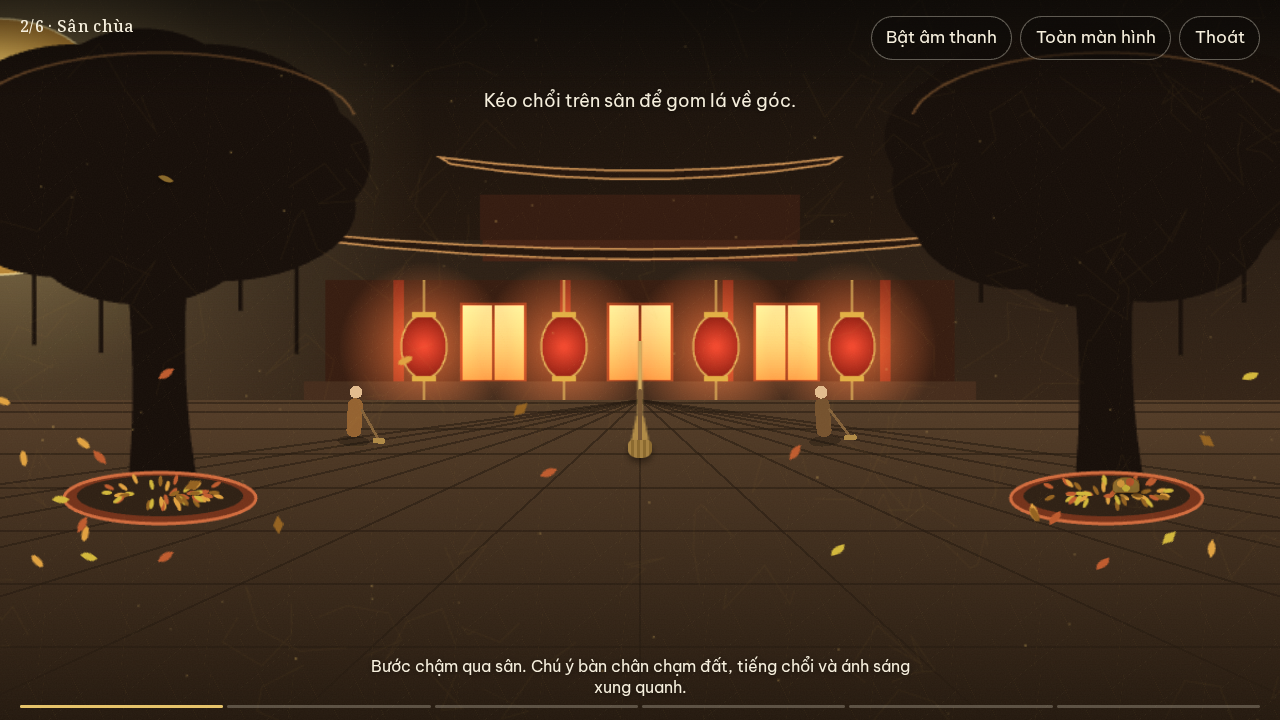 2/6 · Sân chùa
Bật âm thanh
Toàn màn hình
Thoát
Kéo chổi trên sân để gom lá về góc.
Bước chậm qua sân. Chú ý bàn chân chạm đất, tiếng chổi và ánh sáng
xung quanh.